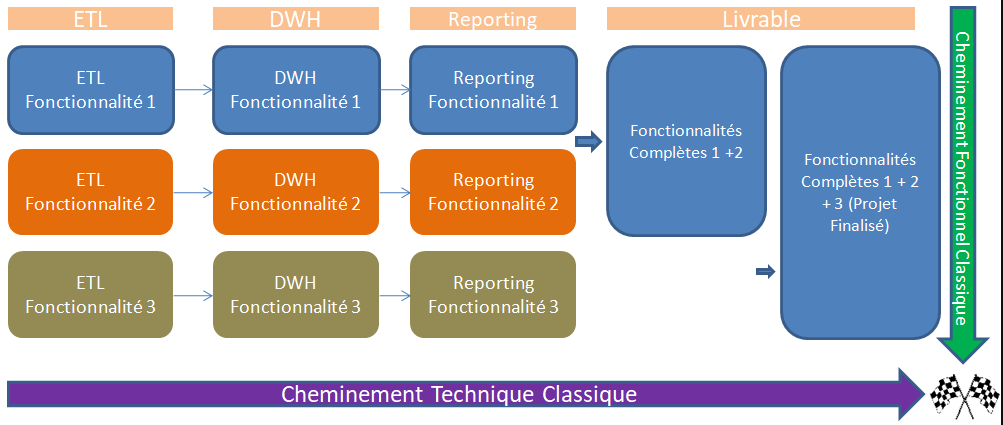 ETL
DWH
Reporting
Livrable
ETL
Fonctionnalité 1
DWH
Fonctionnalité 1
Reporting
Fonctionnalité 1
ETL
Fonctionnalité 2
DWH
Fonctionnalité 2
Reporting
Fonctionnalité 2
ETL
Fonctionnalité 3
DWH
Fonctionnalité 3
Reporting
Fonctionnalité 3
Fonctionnalités
Complètes 1 +2
Fonctionnalités
Complètes 1 + 2
+ 3 (Projet
Finalisé)
Cheminement Fonctionnel Classique
Cheminement Technique Classique